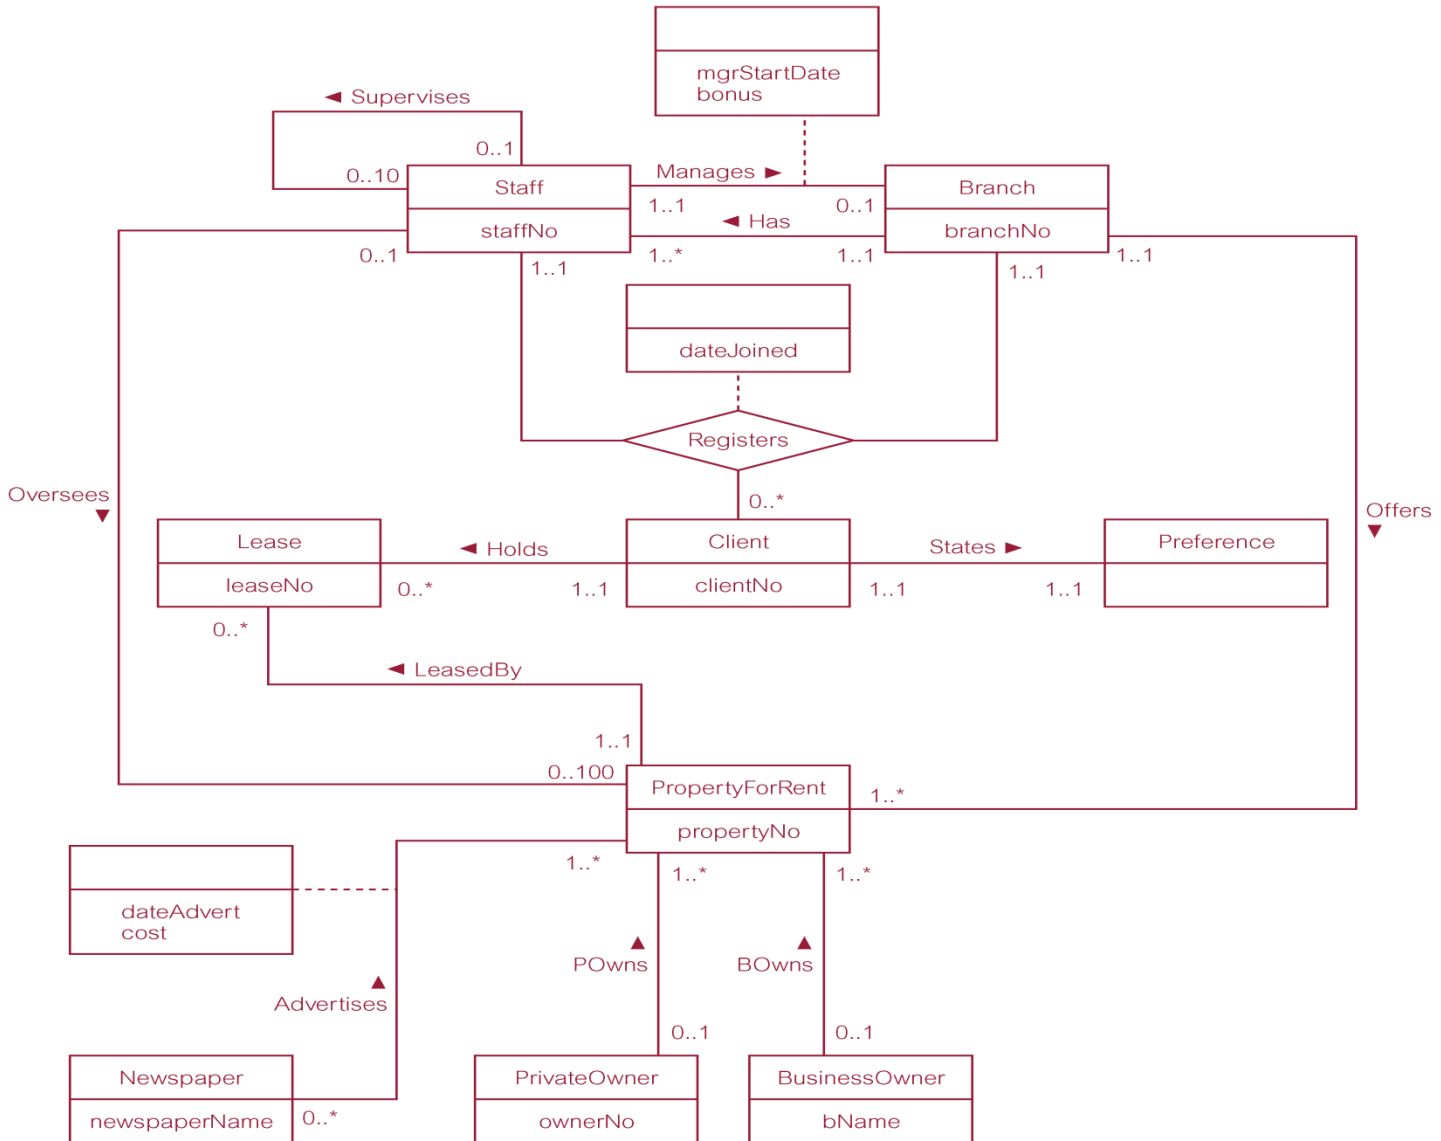 mgrStartDate
bonus
◄ Supervises
0..1
0..10
Staff
staffNo
Manages ►
1..1
0..1
Branch
branchNo
◄ Has
1..*
1..1
0..1
1..1
1..1
1..1
dateJoined
Registers
0..*
Oversees
▼
Offers
▼
Lease
leaseNo
◄ Holds
0..*
1..1
Client
clientNo
States ►
1..1
1..1
Preference
0..*
◄ LeasedBy
1..1
0..100
PropertyForRent
propertyNo
1..*
1..*
1..*
1..*
dateAdvert
cost
▲
Advertises
▲
POwns
▲
BOwns
0..1
0..1
Newspaper
newspaperName
0..*
PrivateOwner
ownerNo
BusinessOwner
bName